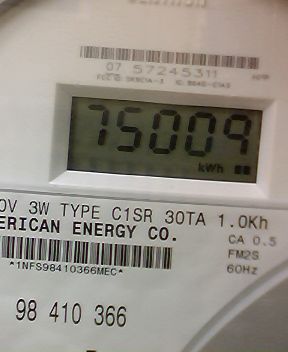 07 57245311
75009
kWh
0V 3W TYPE C1SR 30TA 1.0Kh
ERICAN ENERGY CO.
CA 0.5
*1NFS98410366MEC*
FM2S
60Hz
98 410 366